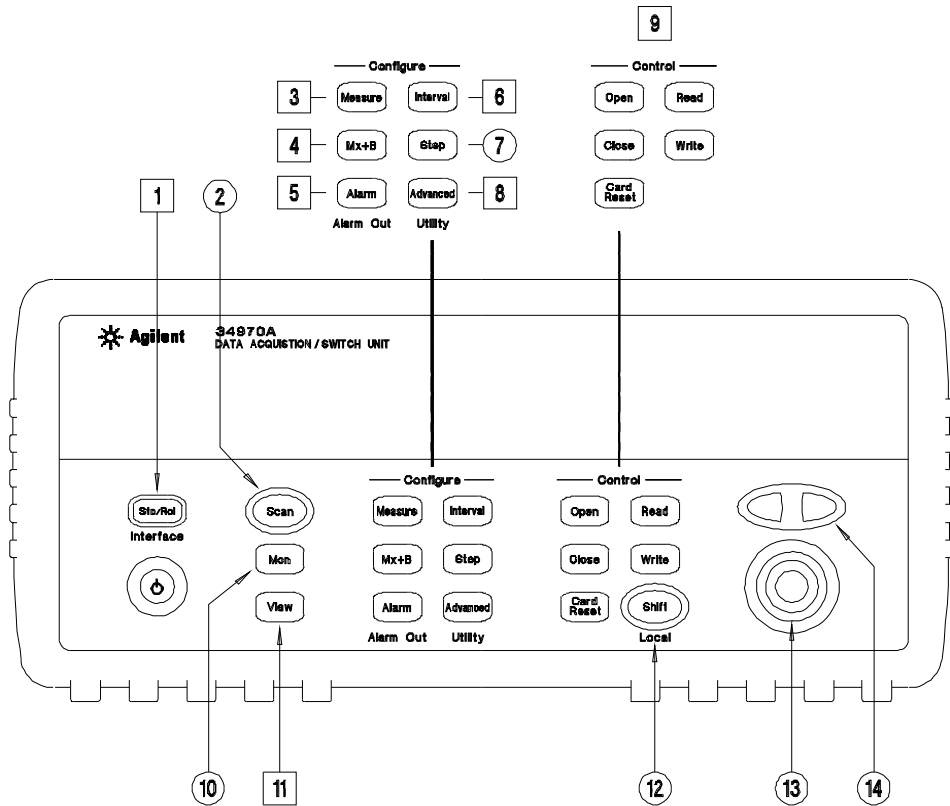 9
Configure
Control
3 Measure Interval 6
Open Read
4 Mx+B Step 7
Close Write
5 Alarm Advanced 8
Card Reset
Alarm Out Utility
1 2
Agilent 34970A
DATA ACQUISTION / SWITCH UNIT
Configure
Control
Sto/Rcl Scan Measure Interval Open Read
Interface
Mon Mx+B Step Close Write
View Alarm Advanced Card Reset Shift
Alarm Out Utility Local
10 11 12 13 14